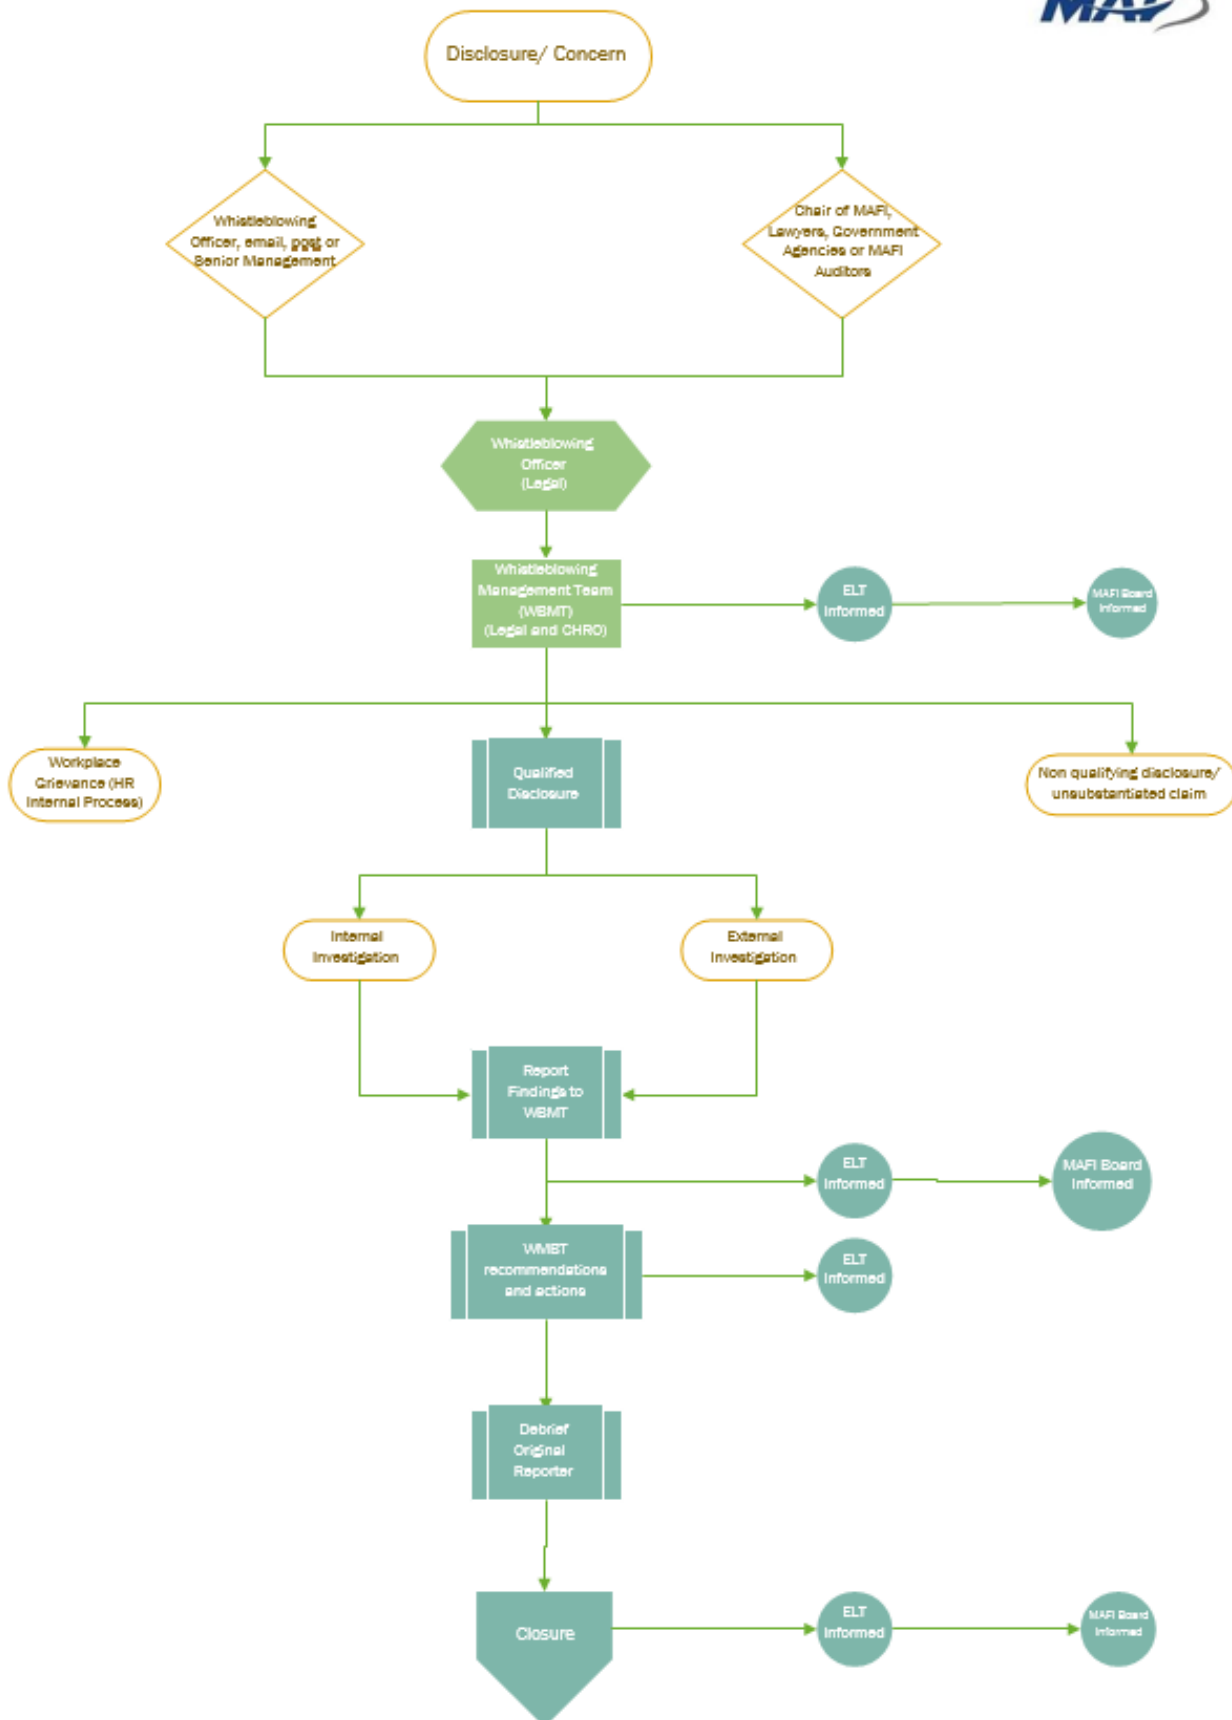 MAF
Disclosure/ Concern
Whistleblowing
Officer, email, post or
Senior Management
Chair of MAFI,
Lawyers, Government
Agencies or MAFI
Auditors
Whistleblowing
Officer
(Legal)
Whistleblowing
Management Team
(WBMT)
(Legal and CHRO)
ELT
Informed
MAFI Board
Informed
Workplace
Grievance (HR
Internal Process)
Qualified
Disclosure
Non qualifying disclosure/
unsubstantiated claim
Internal
Investigation
External
Investigation
Report
Findings to
WBMT
ELT
Informed
MAFI Board
Informed
WMBT
recommendations
and actions
ELT
Informed
Debrief
Original
Reporter
Closure
ELT
Informed
MAFI Board
Informed